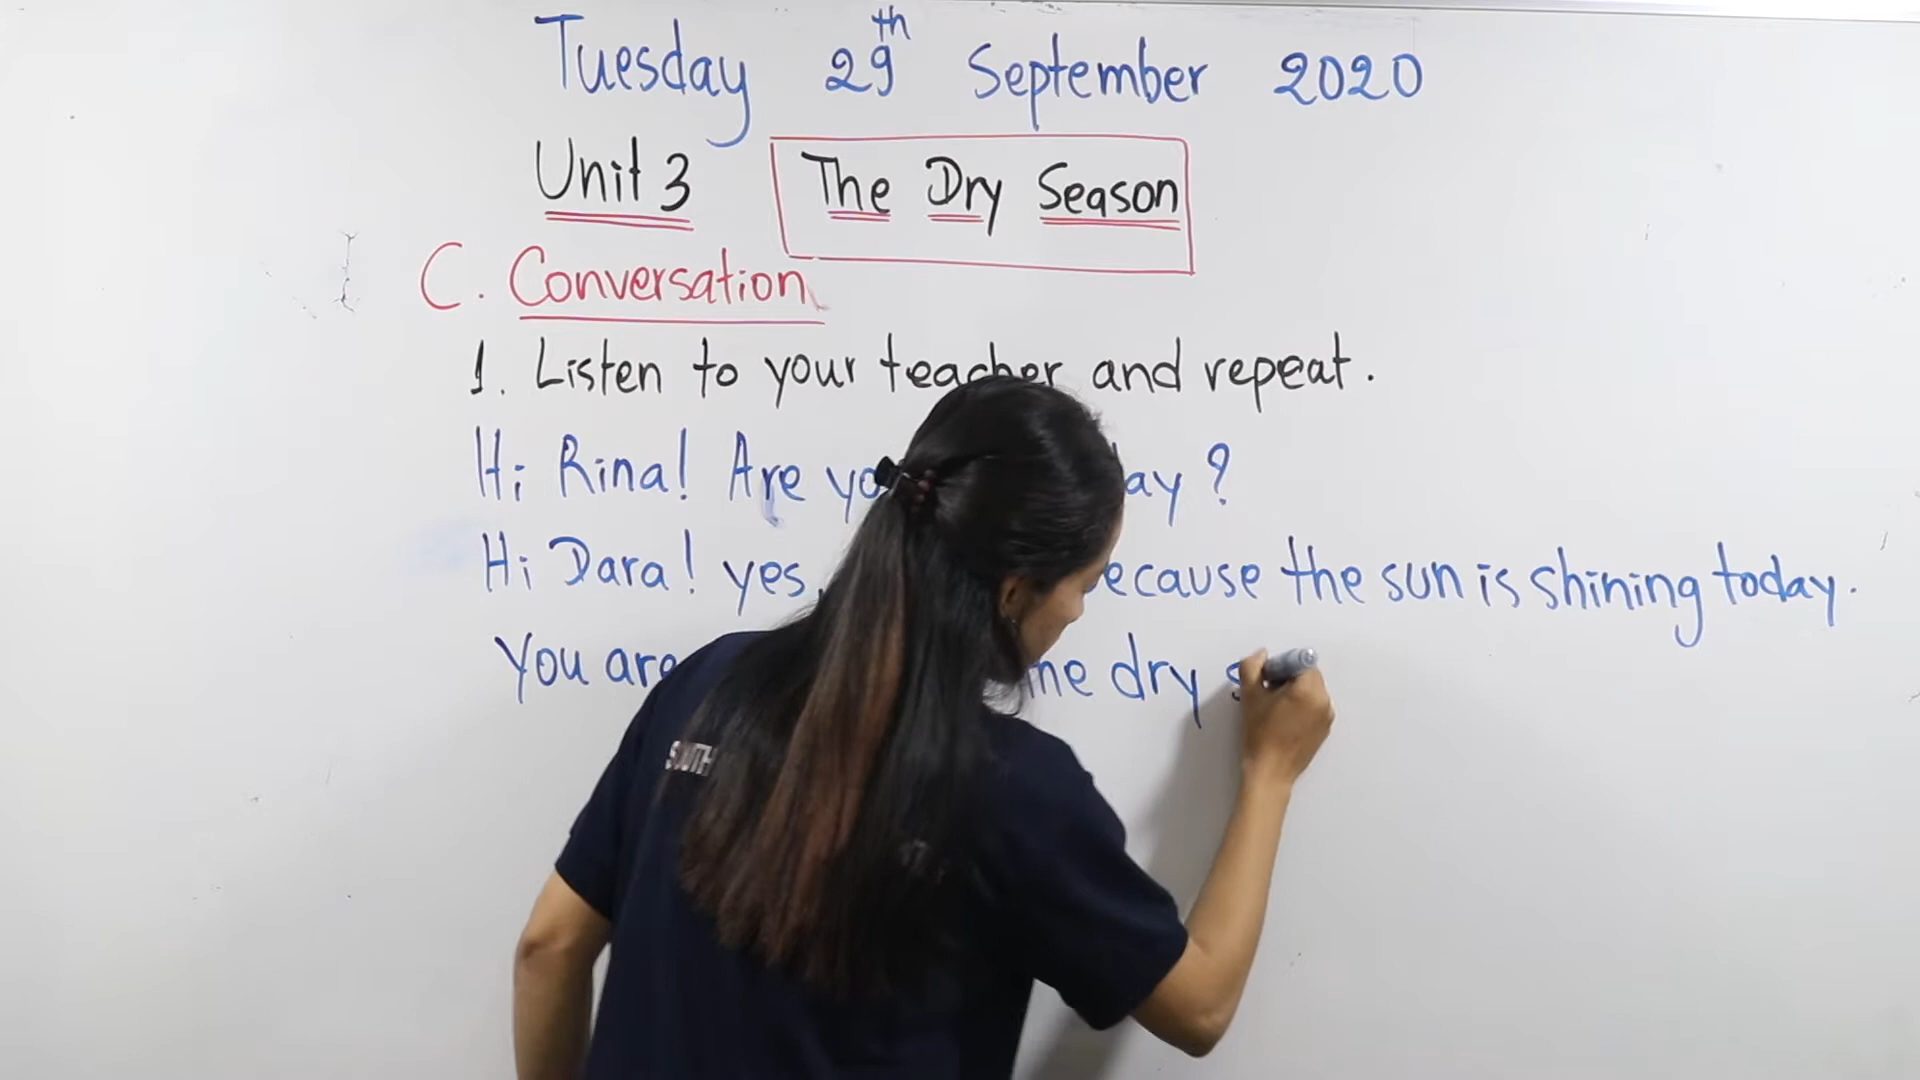 Tuesday 29th September 2020
Unit 3 The Dry Season
C. Conversation
1. Listen to your teacher and repeat.
Hi Rina! Are ay ?
Hi Dara! yes, ecause the sun is shining today.
You are dry